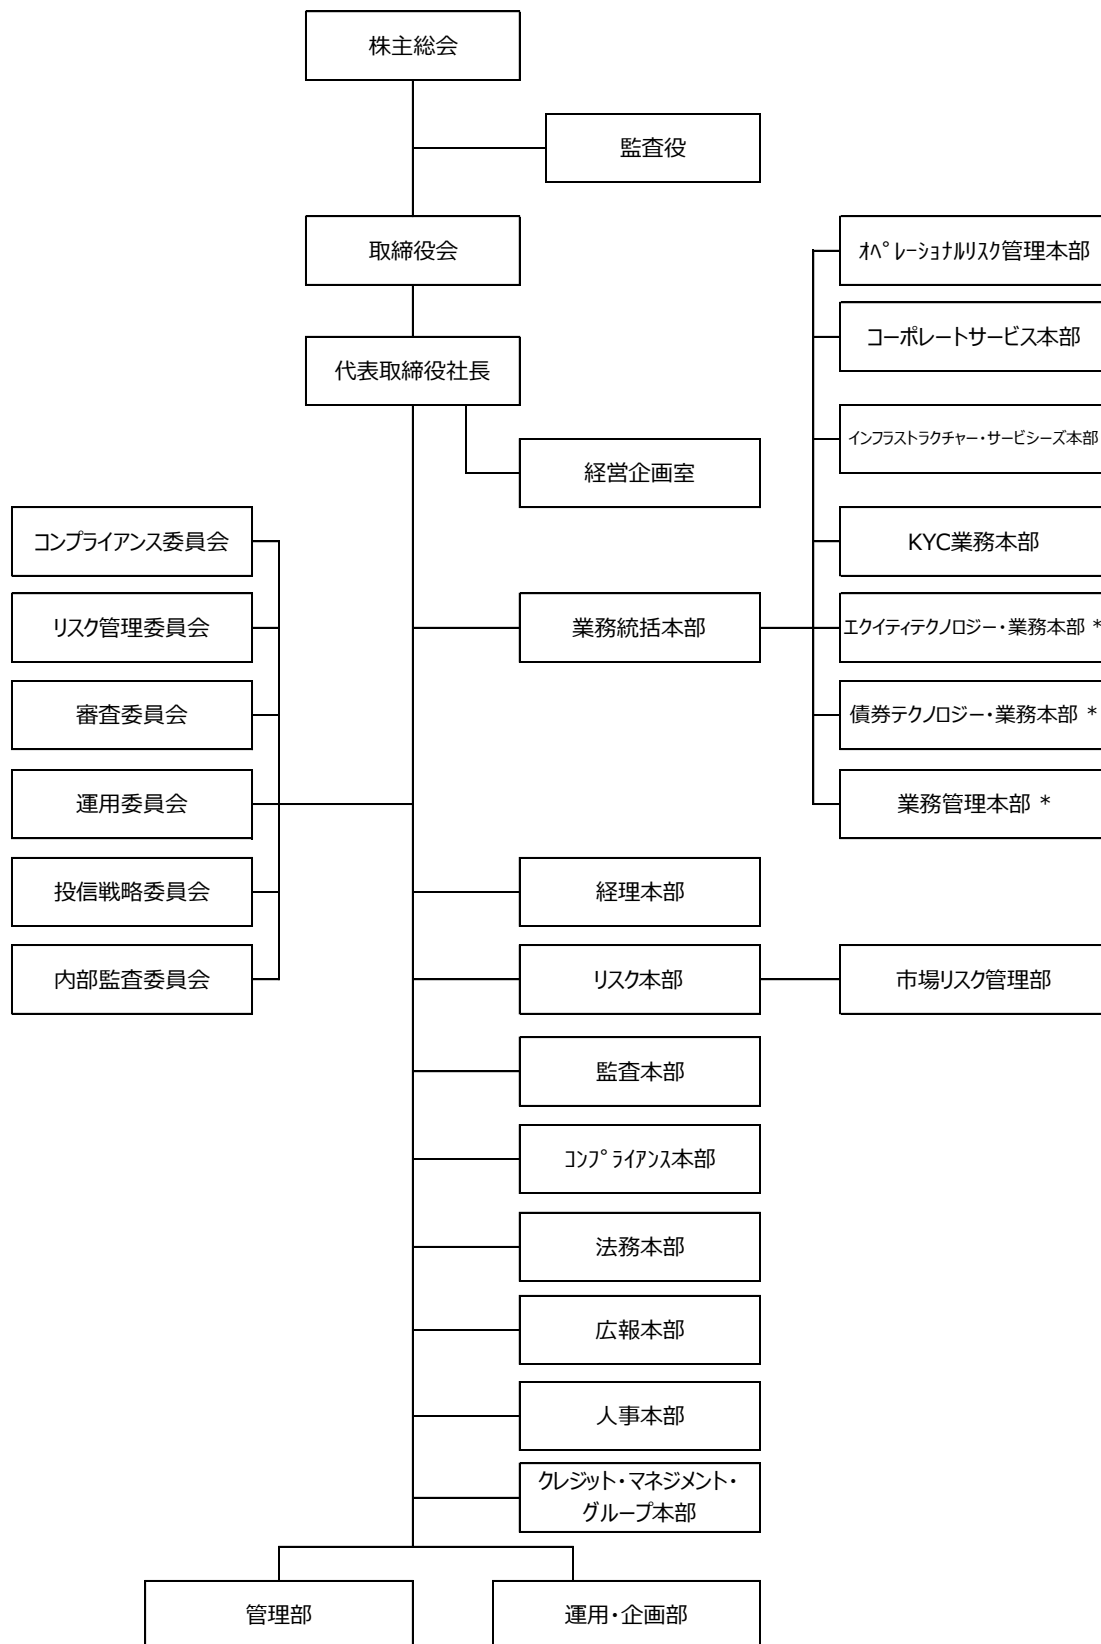 株主総会
監査役
取締役会
代表取締役社長
経営企画室
オペレーショナルリスク管理本部
コーポレートサービス本部
インフラストラクチャー・サービシーズ本部
KYC業務本部
エクイティテクノロジー・業務本部 *
債券テクノロジー・業務本部 *
業務管理本部 *
コンプライアンス委員会
リスク管理委員会
審査委員会
運用委員会
投信戦略委員会
内部監査委員会
業務統括本部
経理本部
リスク本部
市場リスク管理部
監査本部
コンプライアンス本部
法務本部
広報本部
人事本部
クレジット・マネジメント・
グループ本部
管理部
運用・企画部